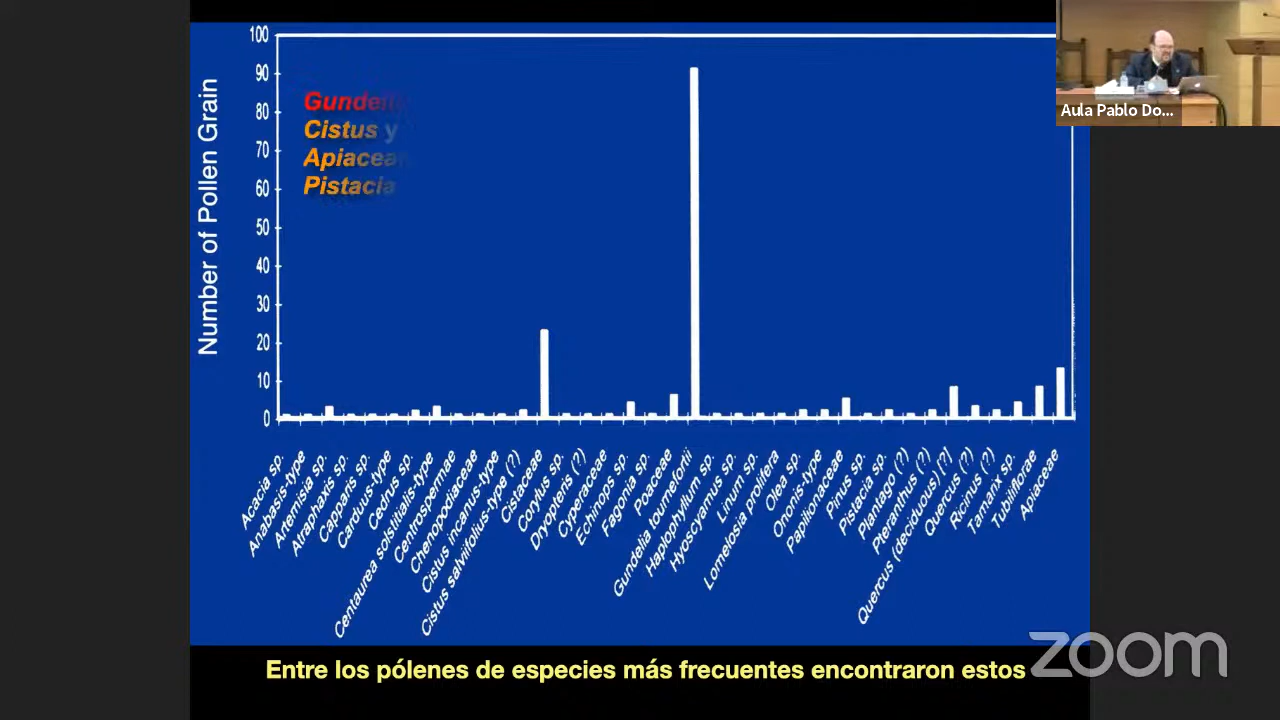 100
90
80
70
60
50
40
30
20
10
0
Number of Pollen Grain
Cistus y
Pistacia
Acacia sp.
Anabasis-type
Artemisia sp.
Atraphaxis sp.
Capparis sp.
Carduus-type
Cedrus sp.
Centaurea solstitialis-type
Centrospermae
Chenopodiaceae
Cistus incanus-type
Cistus salviifolius-type (?)
Cistaceae
Corylus sp.
Dryopteris (?)
Cyperaceae
Echinops sp.
Fagonia sp.
Poaceae
Gundelia tournefortii
Haplophyllum sp.
Hyoscyamus sp.
Linum sp.
Lomelosia prolifera
Olea sp.
Ononis-type
Papilionaceae
Pinus sp.
Pistacia sp.
Plantago (?)
Pteranthus (?)
Quercus (deciduous) (?)
Quercus (?)
Ricinus (?)
Tamarix sp.
Tubiliflorae
Apiaceae
Aula Pablo Do...
Entre los pólenes de especies más frecuentes encontraron estos
zoom